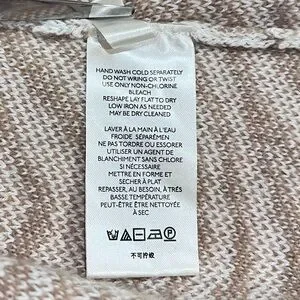 HAND WASH COLD SEPARATELY
DO NOT WRING OR TWIST
USE ONLY NON-CHLORINE
BLEACH
RESHAPE LAY FLAT TO DRY
LOW IRON AS NEEDED
MAY BE DRY CLEANED
LAVER À LA MAIN À L'EAU
FROIDE SÉPARÉMENT
NE PAS TORDRE OU ESSORER
UTILISER UN AGENT DE
BLANCHIMENT SANS CHLORE
SI NÉCESSAIRE
METTRE EN FORME ET
SÉCHER À PLAT
REPASSER, AU BESOIN, À TRÈS
BASSE TEMPÉRATURE
PEUT-ÊTRE ÊTRE NETTOYÉ
À SEC
不可拧绞